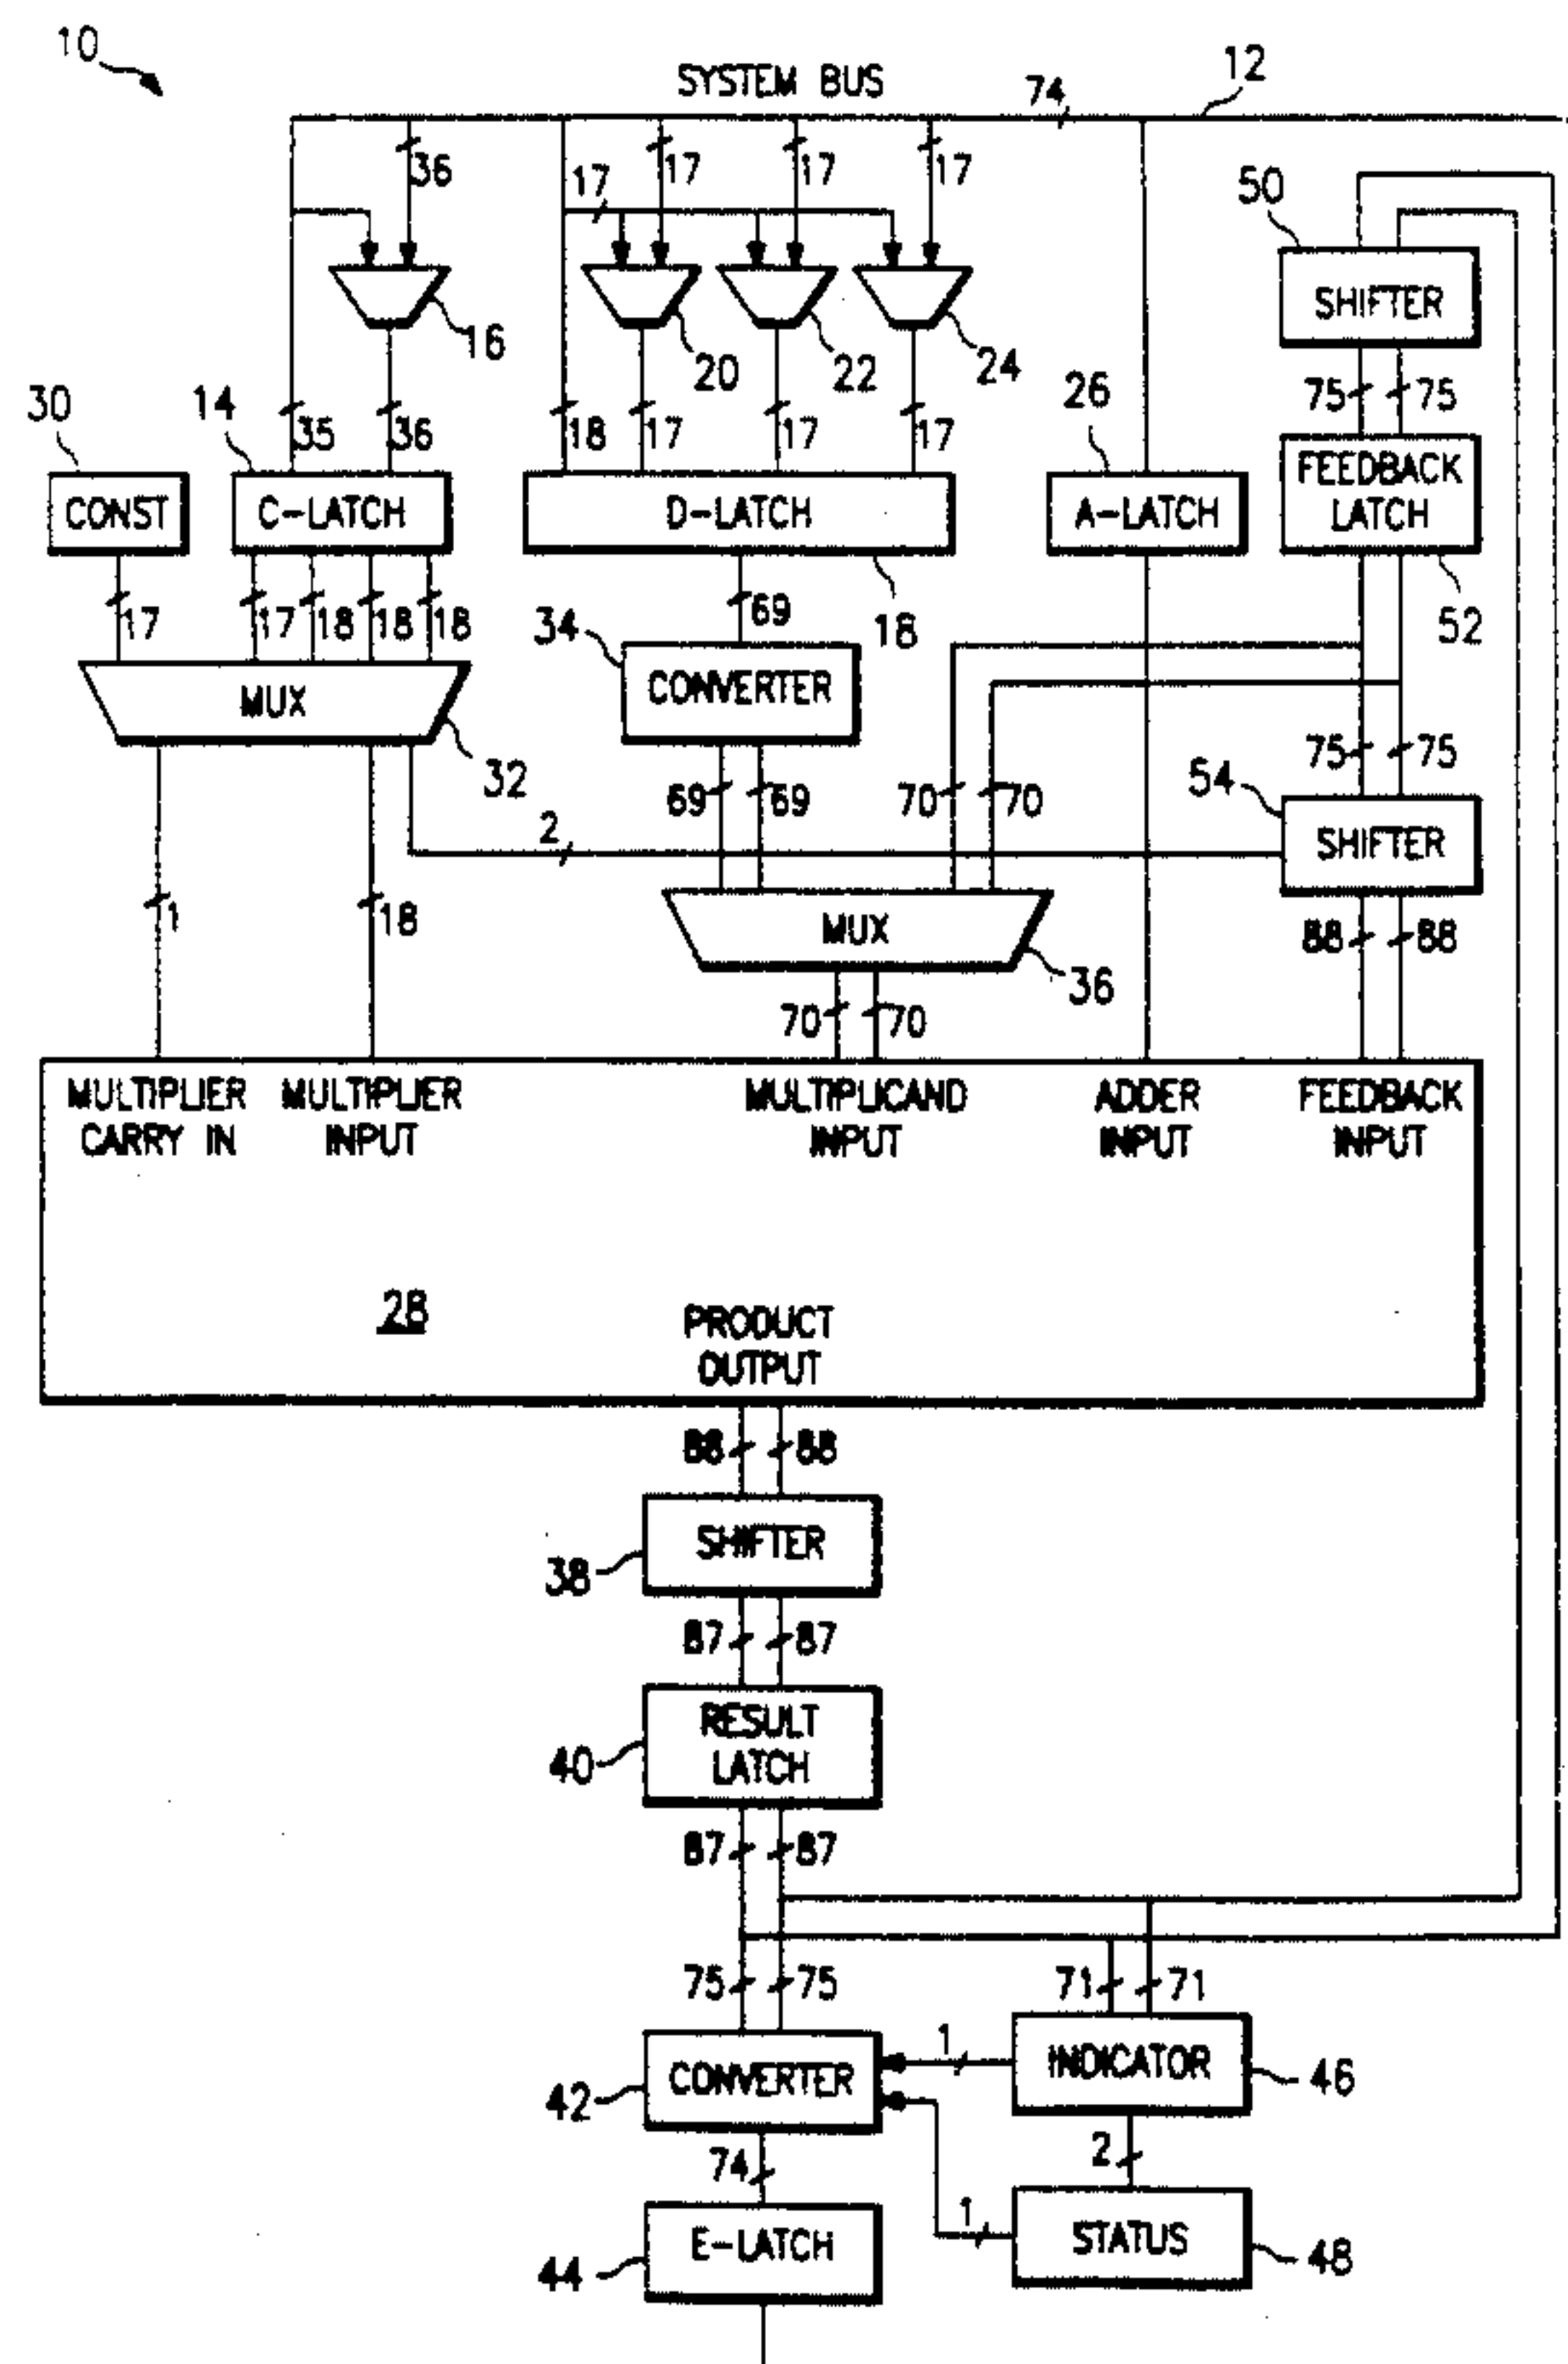 10
SYSTEM BUS
74
12
36
17
17
17
17
50
SHIFTER
16
20
22
24
75
75
30
14
35
36
18
17
17
17
26
CONST
C-LATCH
D-LATCH
A-LATCH
FEEDBACK
LATCH
17
17
18
18
18
69
18
52
34
CONVERTER
MUX
32
69
69
70
70
75
75
54
SHIFTER
2
1
18
MUX
36
88
88
70
70
MULTIPLIER
CARRY IN
MULTIPLIER
INPUT
MULTIPLICAND
INPUT
ADDER
INPUT
FEEDBACK
INPUT
28
PRODUCT
OUTPUT
88
88
SHIFTER
38
87
87
RESULT
LATCH
40
87
87
75
75
71
71
CONVERTER
42
1
INDICATOR
46
74
2
E-LATCH
44
1
STATUS
48